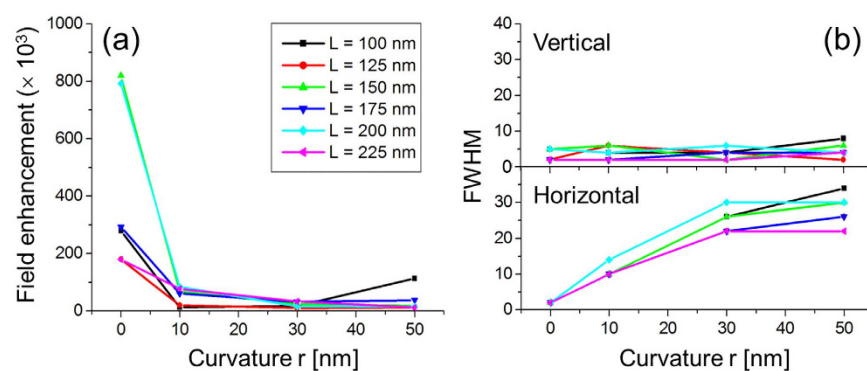 (a)
Field enhancement (× 10³)
1000
800
600
400
200
0
0 10 20 30 40 50
Curvature r [nm]
L = 100 nm
L = 125 nm
L = 150 nm
L = 175 nm
L = 200 nm
L = 225 nm
(b)
Vertical
FWHM
40
30
20
10
0
Horizontal
30
20
10
0
0 10 20 30 40 50
Curvature r [nm]